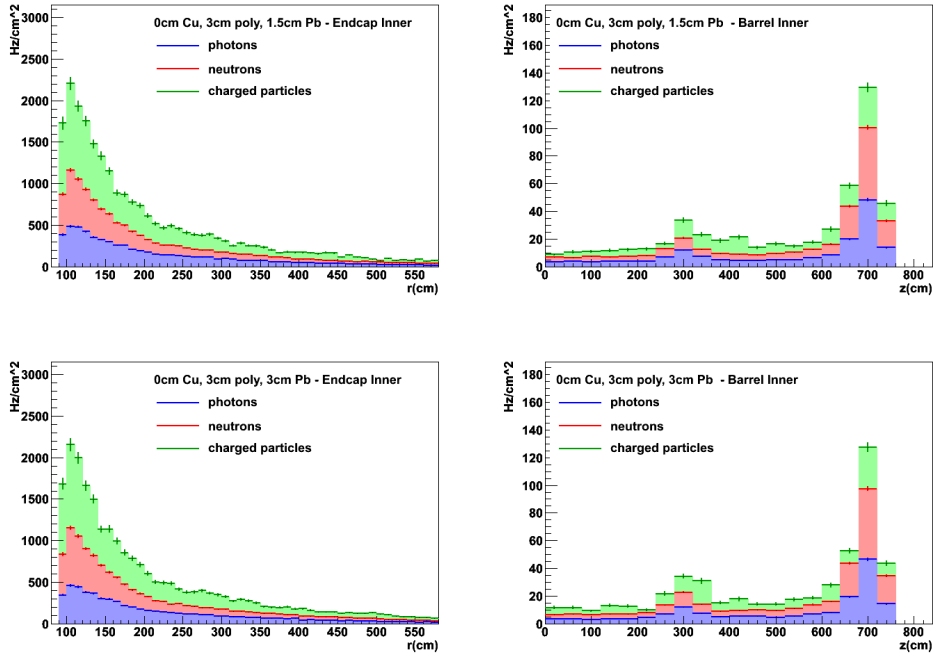 Hz/cm^2
0cm Cu, 3cm poly, 1.5cm Pb - Endcap Inner
photons
neutrons
charged particles
3000
2500
2000
1500
1000
500
0
100 150 200 250 300 350 400 450 500 550
r(cm)
Hz/cm^2
0cm Cu, 3cm poly, 1.5cm Pb - Barrel Inner
photons
neutrons
charged particles
180
160
140
120
100
80
60
40
20
0
0 100 200 300 400 500 600 700 800
z(cm)
Hz/cm^2
0cm Cu, 3cm poly, 3cm Pb - Endcap Inner
photons
neutrons
charged particles
3000
2500
2000
1500
1000
500
0
100 150 200 250 300 350 400 450 500 550
r(cm)
Hz/cm^2
0cm Cu, 3cm poly, 3cm Pb - Barrel Inner
photons
neutrons
charged particles
180
160
140
120
100
80
60
40
20
0
0 100 200 300 400 500 600 700 800
z(cm)